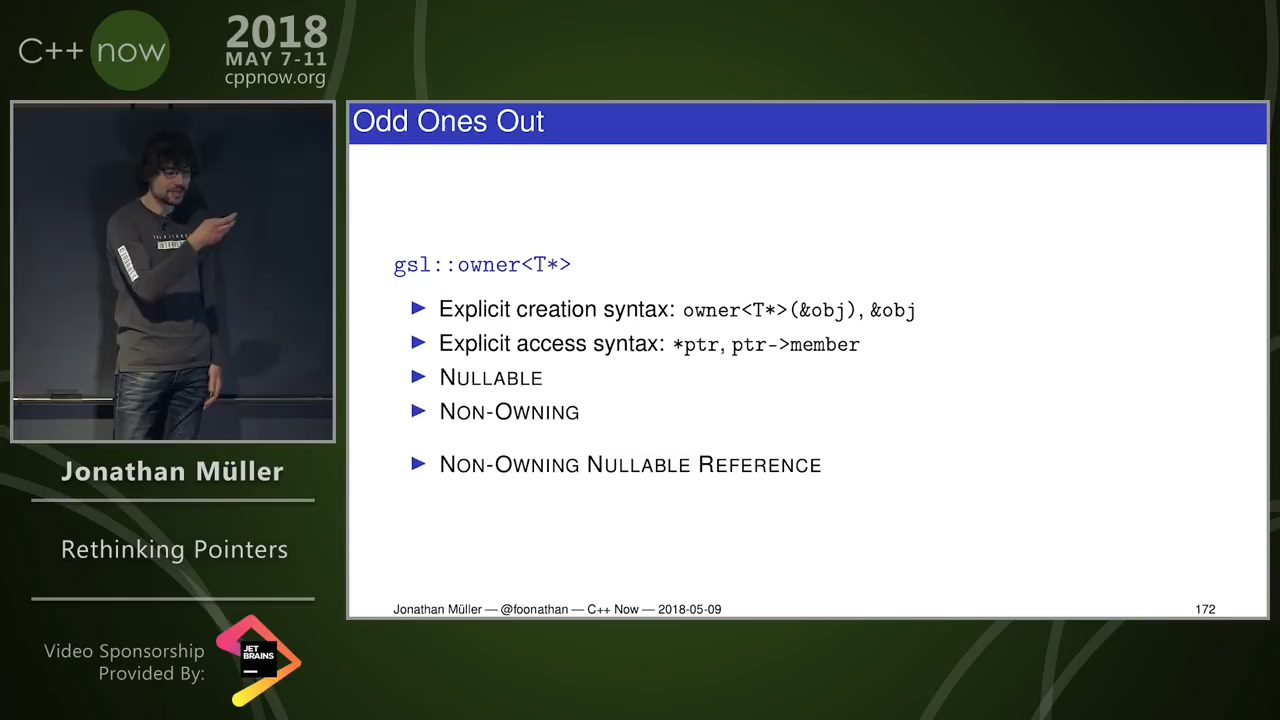 C++ now
2018
MAY 7-11
cppnow.org
Odd Ones Out
gsl::owner<T*>
Explicit creation syntax: owner<T*>(&obj), &obj
Explicit access syntax: *ptr, ptr->member
NULLABLE
NON-OWNING
NON-OWNING NULLABLE REFERENCE
Jonathan Müller — @foonathan — C++ Now — 2018-05-09
172
Jonathan Müller
Rethinking Pointers
Video Sponsorship
Provided By:
JET
BRAINS